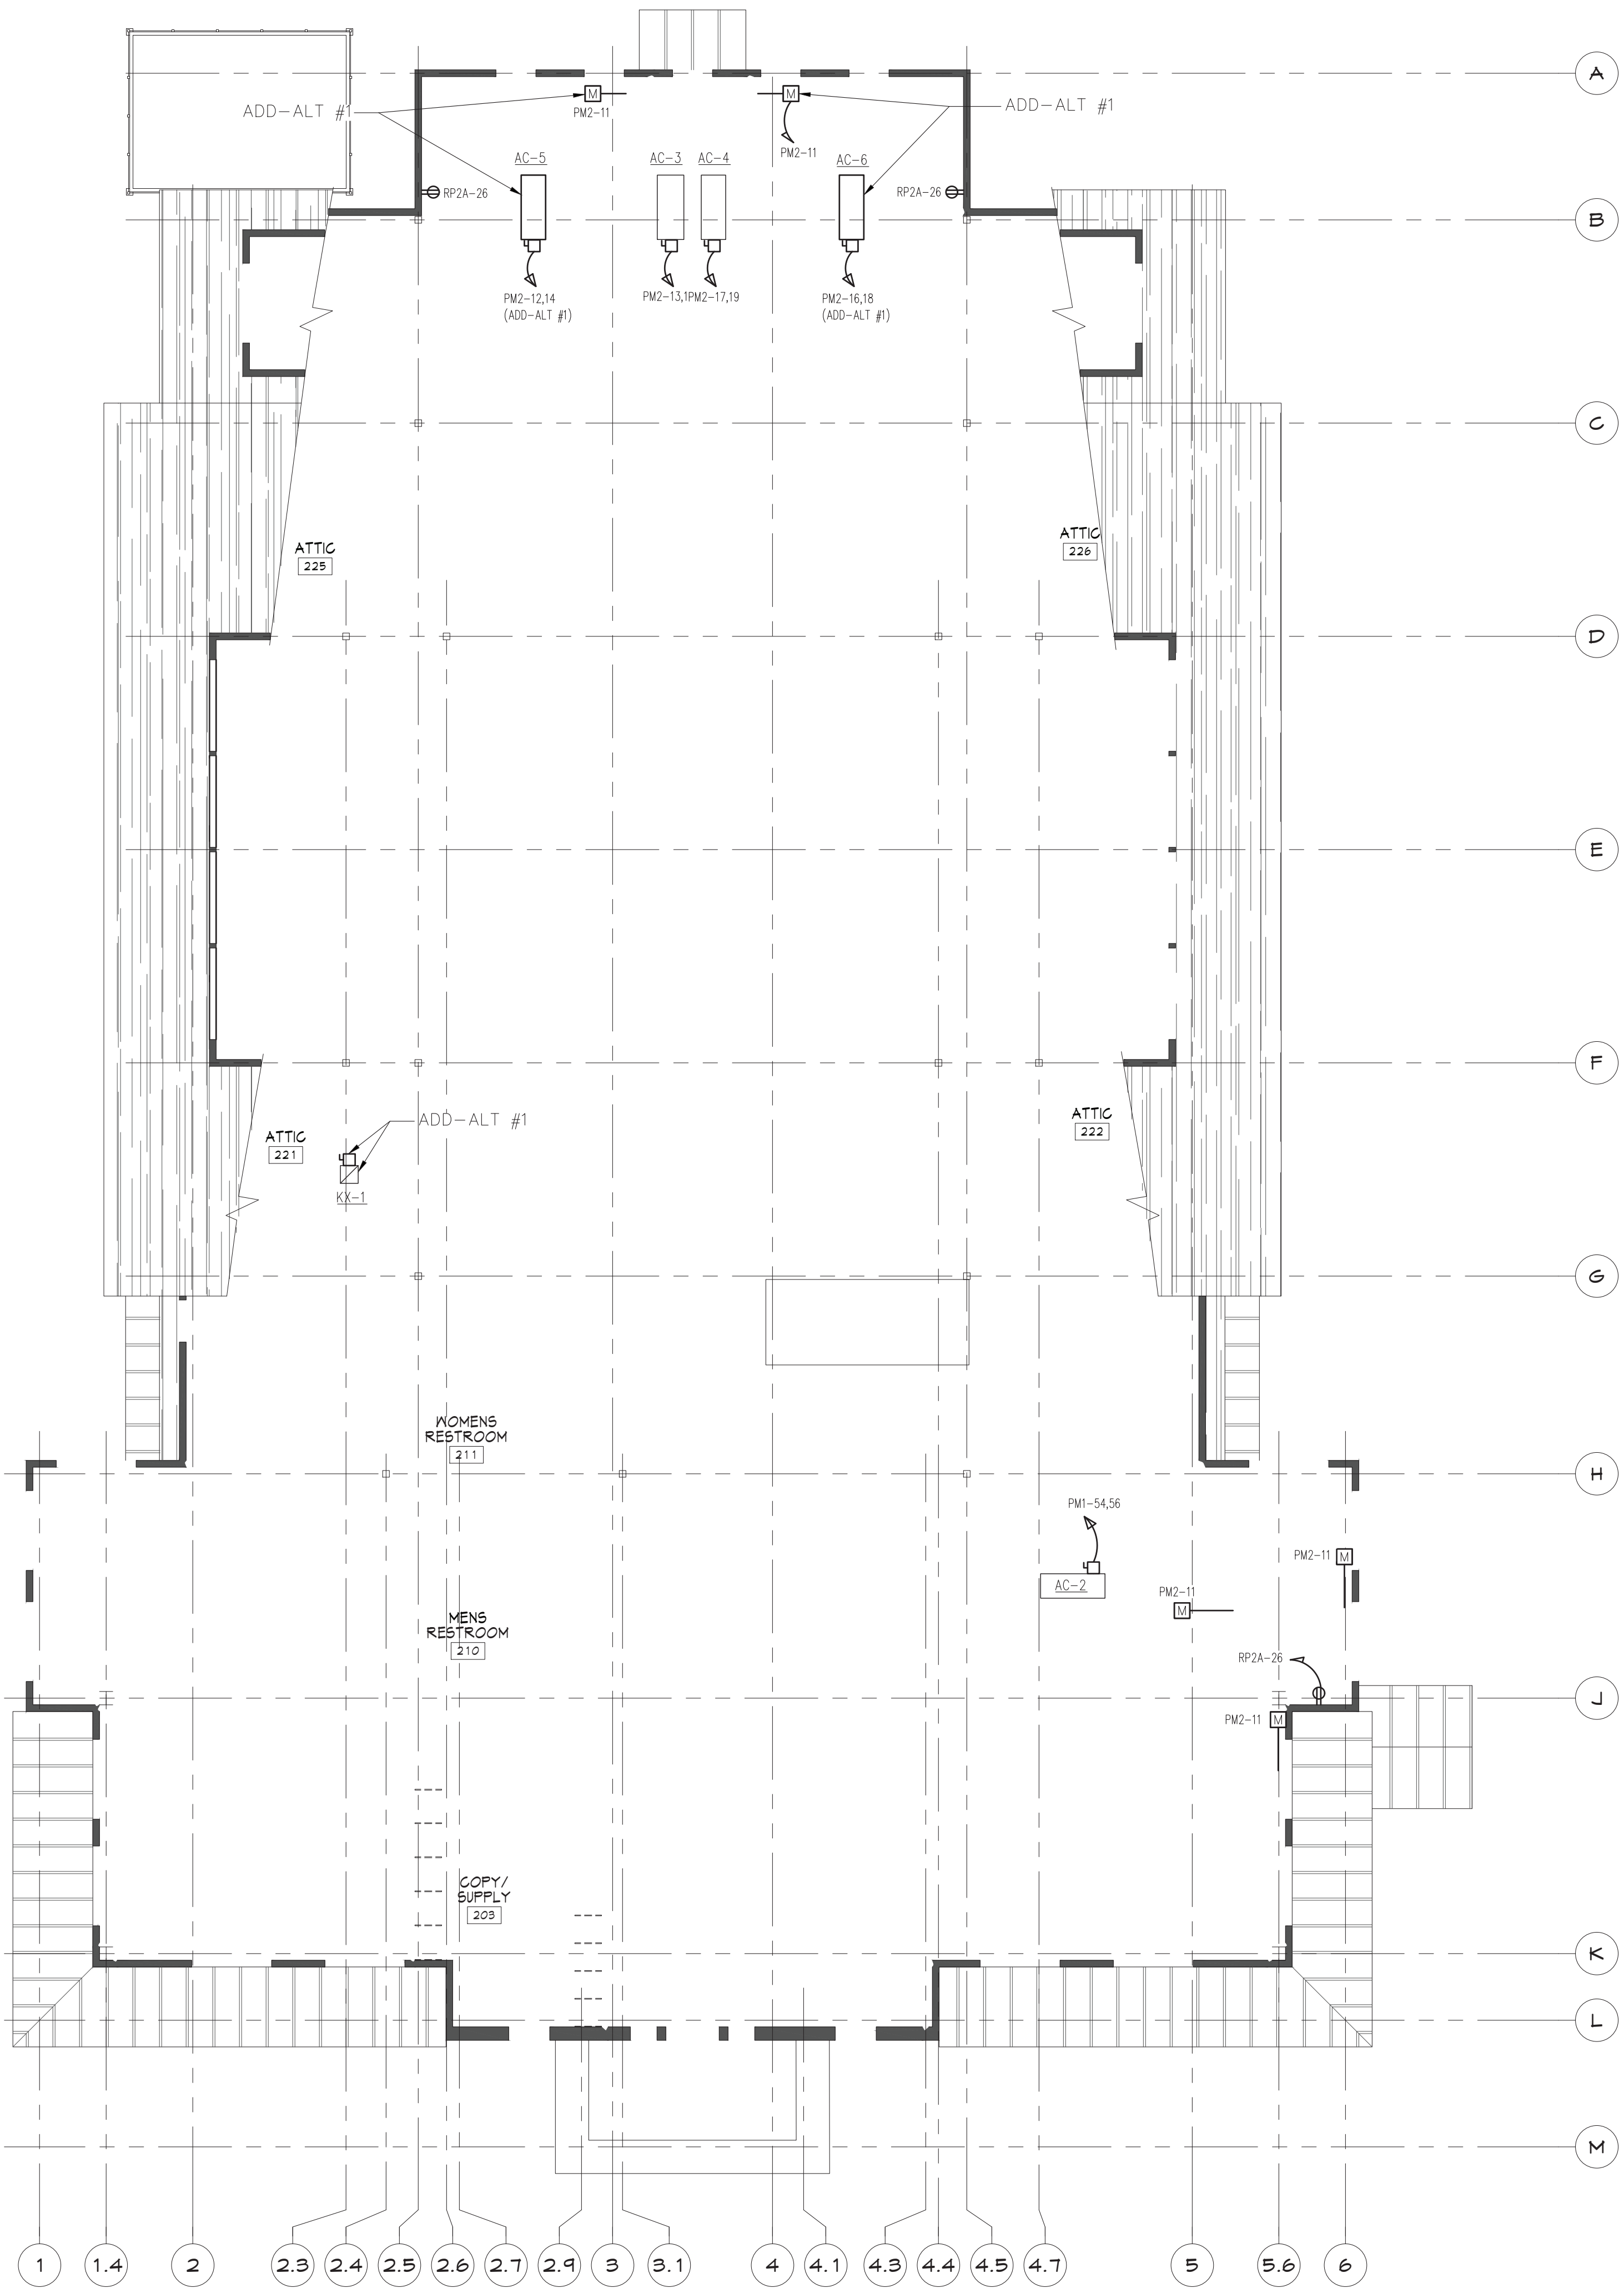 A
ADD-ALT #1
M
PM2-11
M
PM2-11
ADD-ALT #1
AC-5
AC-3
AC-4
AC-6
RP2A-26
RP2A-26
B
PM2-12,14
(ADD-ALT #1)
PM2-13,1
PM2-17,19
PM2-16,18
(ADD-ALT #1)
C
ATTIC
225
ATTIC
226
D
E
F
ADD-ALT #1
ATTIC
221
ATTIC
222
KX-1
G
WOMENS
RESTROOM
211
H
PM1-54,56
AC-2
PM2-11
M
PM2-11
M
MENS
RESTROOM
210
RP2A-26
J
PM2-11
M
COPY/
SUPPLY
203
K
L
M
1
1.4
2
2.3
2.4
2.5
2.6
2.7
2.9
3
3.1
4
4.1
4.3
4.4
4.5
4.7
5
5.6
6